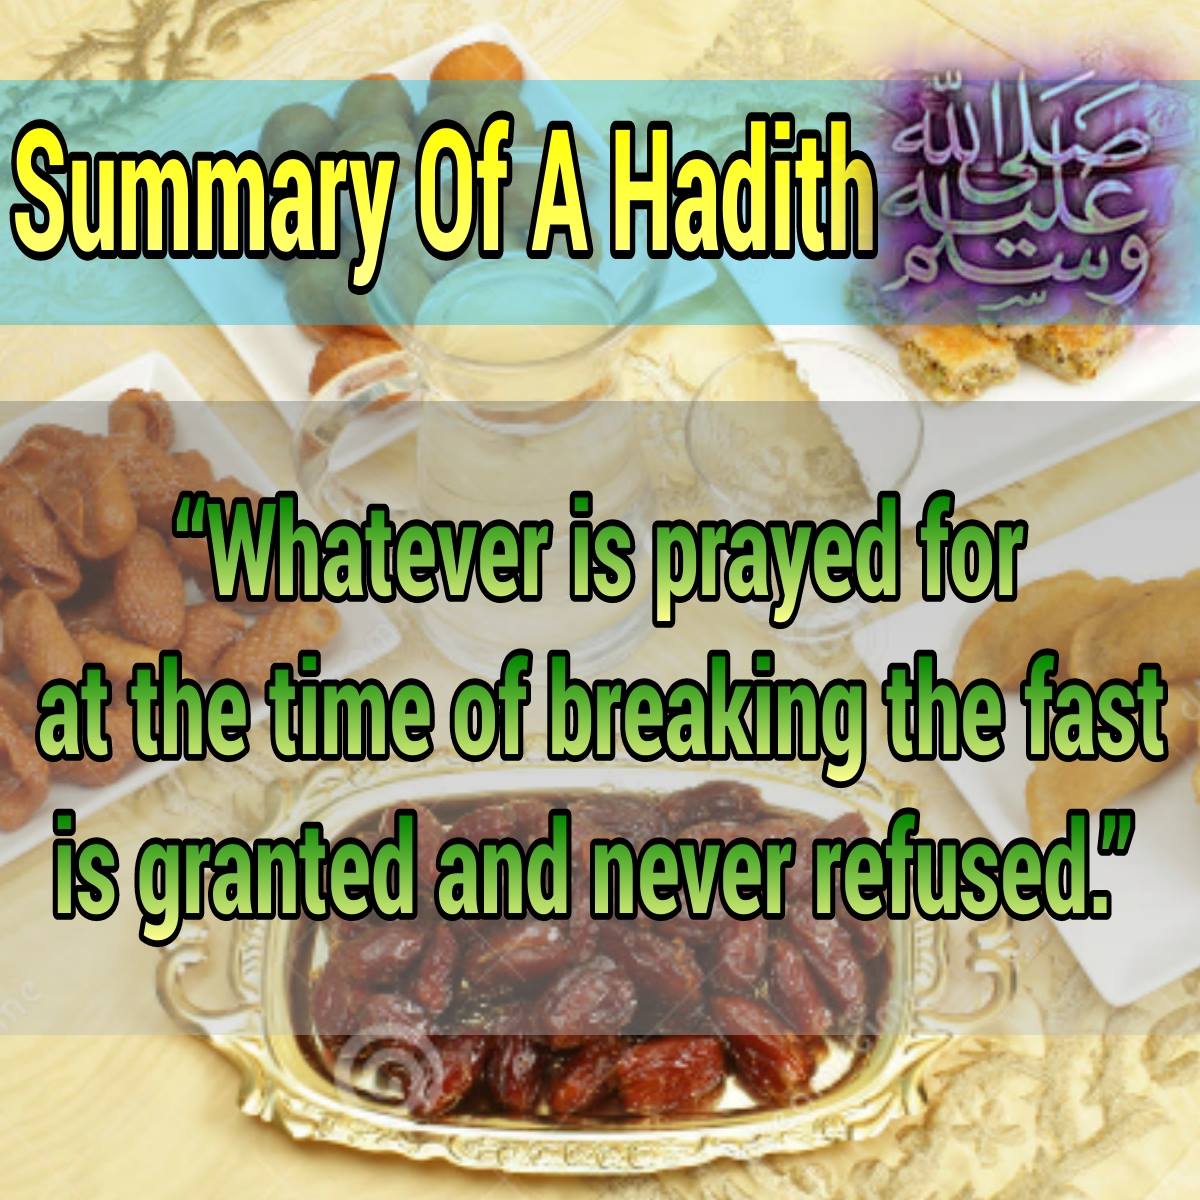 Summary Of A Hadith
صلى الله
عليه
وسلم
“Whatever is prayed for
at the time of breaking the fast
is granted and never refused.”